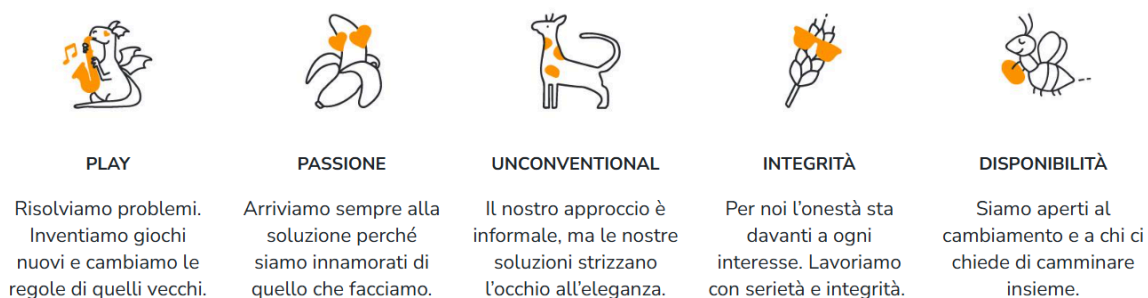 PLAY
Risolviamo problemi.
Inventiamo giochi
nuovi e cambiamo le
regole di quelli vecchi.
PASSIONE
Arriviamo sempre alla
soluzione perché
siamo innamorati di
quello che facciamo.
UNCONVENTIONAL
Il nostro approccio è
informale, ma le nostre
soluzioni strizzano
l’occhio all’eleganza.
INTEGRITÀ
Per noi l’onestà sta
davanti a ogni
interesse. Lavoriamo
con serietà e integrità.
DISPONIBILITÀ
Siamo aperti al
cambiamento e a chi ci
chiede di camminare
insieme.